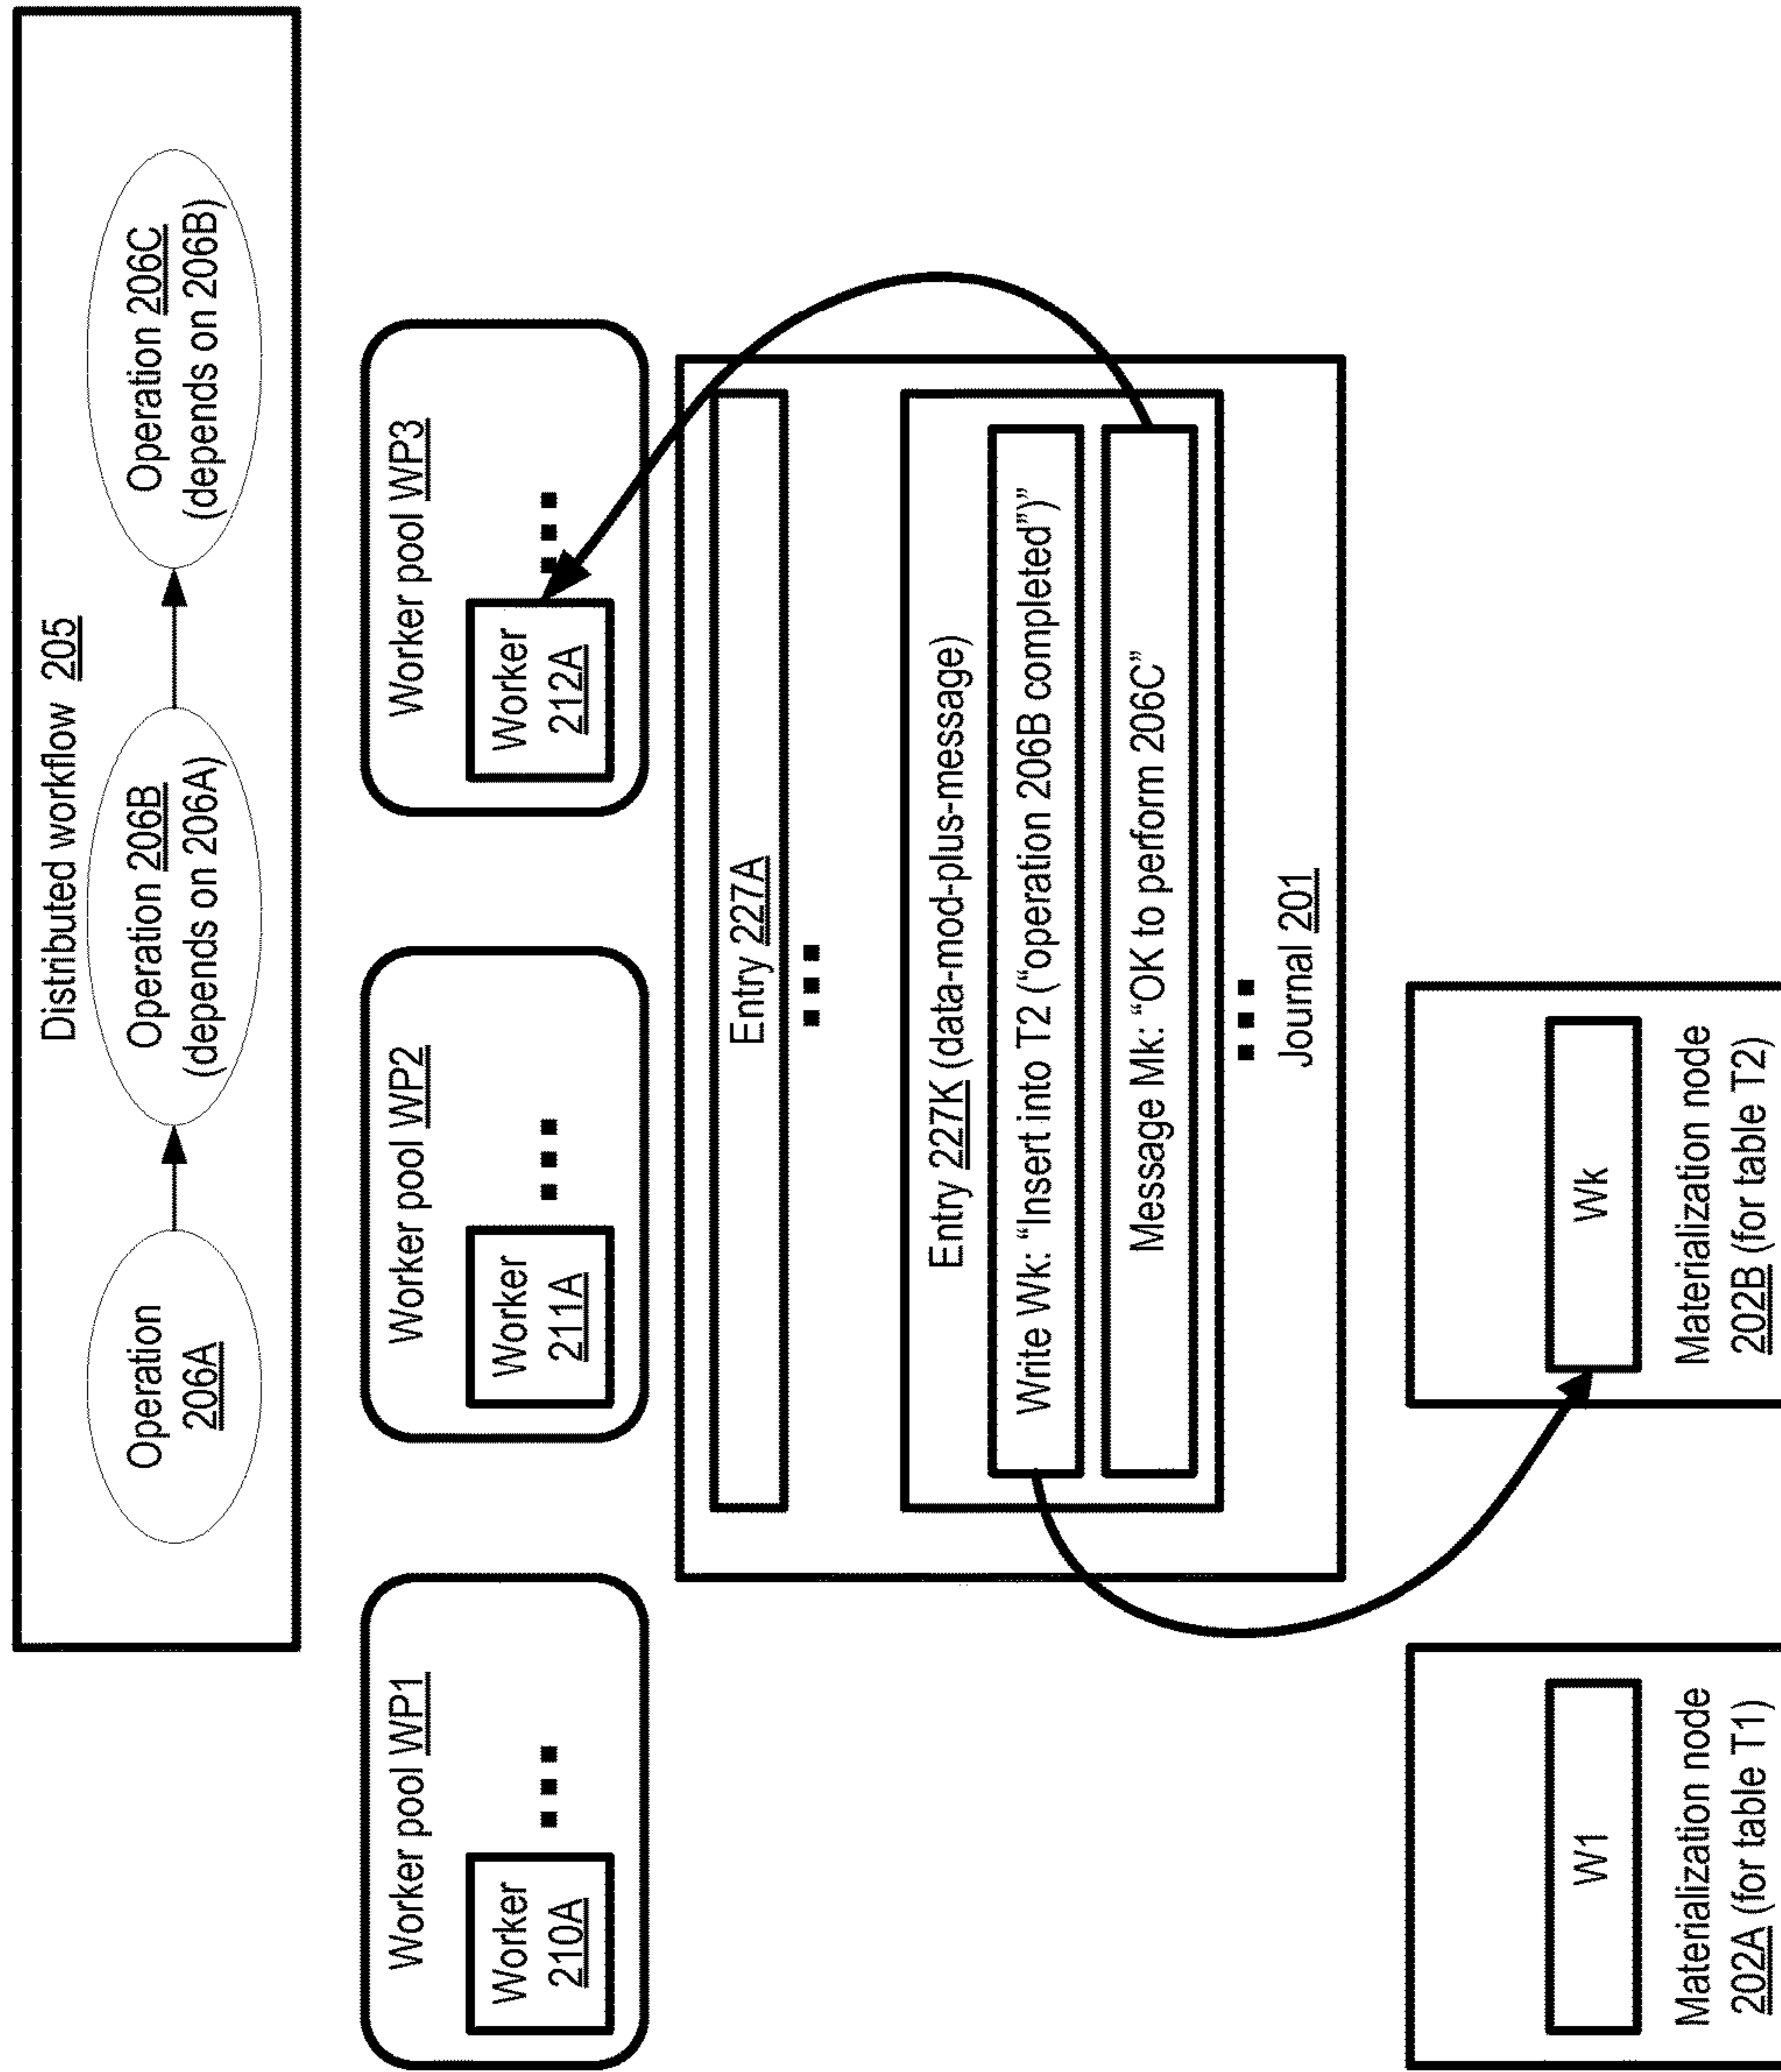 Distributed workflow 205
Operation
206A
Operation 206B
(depends on 206A)
Operation 206C
(depends on 206B)
Worker pool WP1
Worker
210A
Worker pool WP2
Worker
211A
Worker pool WP3
Worker
212A
Entry 227A
Entry 227K (data-mod-plus-message)
Write Wk: “Insert into T2 (“operation 206B completed”)”
Message Mk: “OK to perform 206C”
Journal 201
W1
Materialization node
202A (for table T1)
Wk
Materialization node
202B (for table T2)